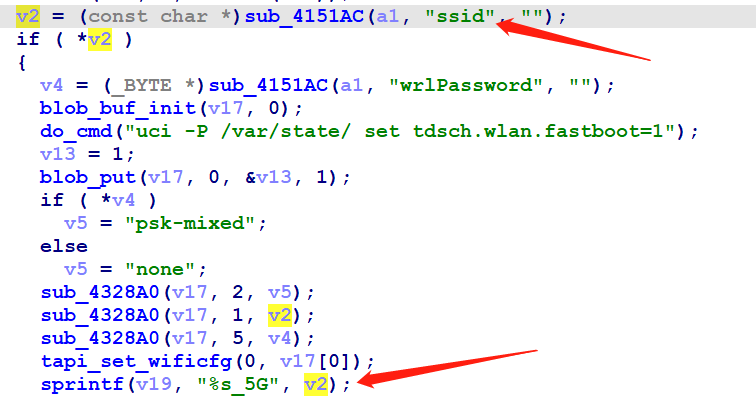 v2 = (const char *)sub_4151AC(a1, "ssid", "");
if ( *v2 )
{
v4 = (_BYTE *)sub_4151AC(a1, "wrlPassword", "");
blob_buf_init(v17, 0);
do_cmd("uci -P /var/state/ set tdsch.wlan.fastboot=1");
v13 = 1;
blob_put(v17, 0, &v13, 1);
if ( *v4 )
v5 = "psk-mixed";
else
v5 = "none";
sub_4328A0(v17, 2, v5);
sub_4328A0(v17, 1, v2);
sub_4328A0(v17, 5, v4);
tapi_set_wificfg(0, v17[0]);
sprintf(v19, "%s_5G", v2);